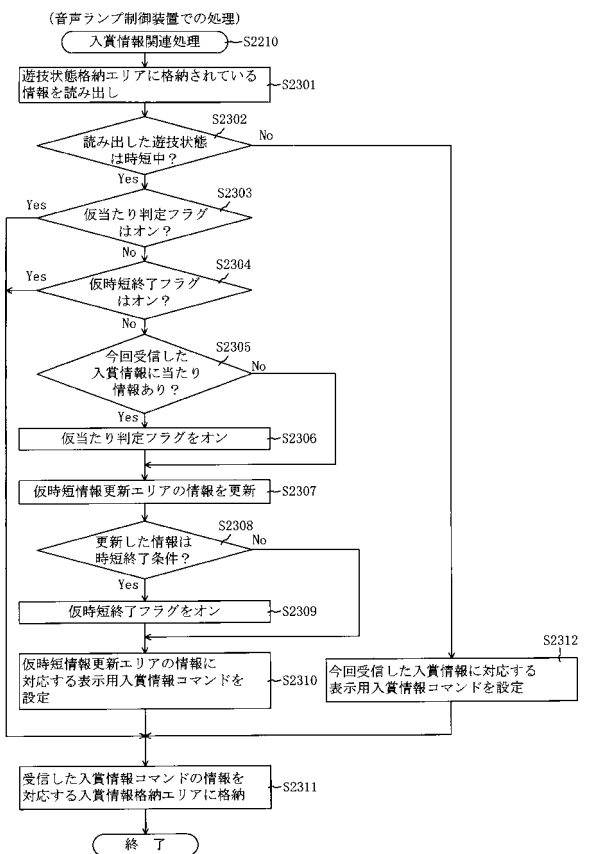 (音声ランプ制御装置での処理)
入賞情報関連処理
S2210
遊技状態格納エリアに格納されている
情報を読み出し
S2301
S2302
読み出した遊技状態
は時短中?
No
Yes
S2303
仮当たり判定フラグ
はオン?
Yes
No
S2304
仮時短終了フラグ
はオン?
Yes
No
S2305
今回受信した
入賞情報に当たり
情報あり?
No
Yes
仮当たり判定フラグをオン
S2306
仮時短情報更新エリアの情報を更新
S2307
S2308
更新した情報は
時短終了条件?
No
Yes
仮時短終了フラグをオン
S2309
仮時短情報更新エリアの情報に
対応する表示用入賞情報コマンドを
設定
S2310
S2312
今回受信した入賞情報に対応する
表示用入賞情報コマンドを設定
受信した入賞情報コマンドの情報を
対応する入賞情報格納エリアに格納
S2311
終 了